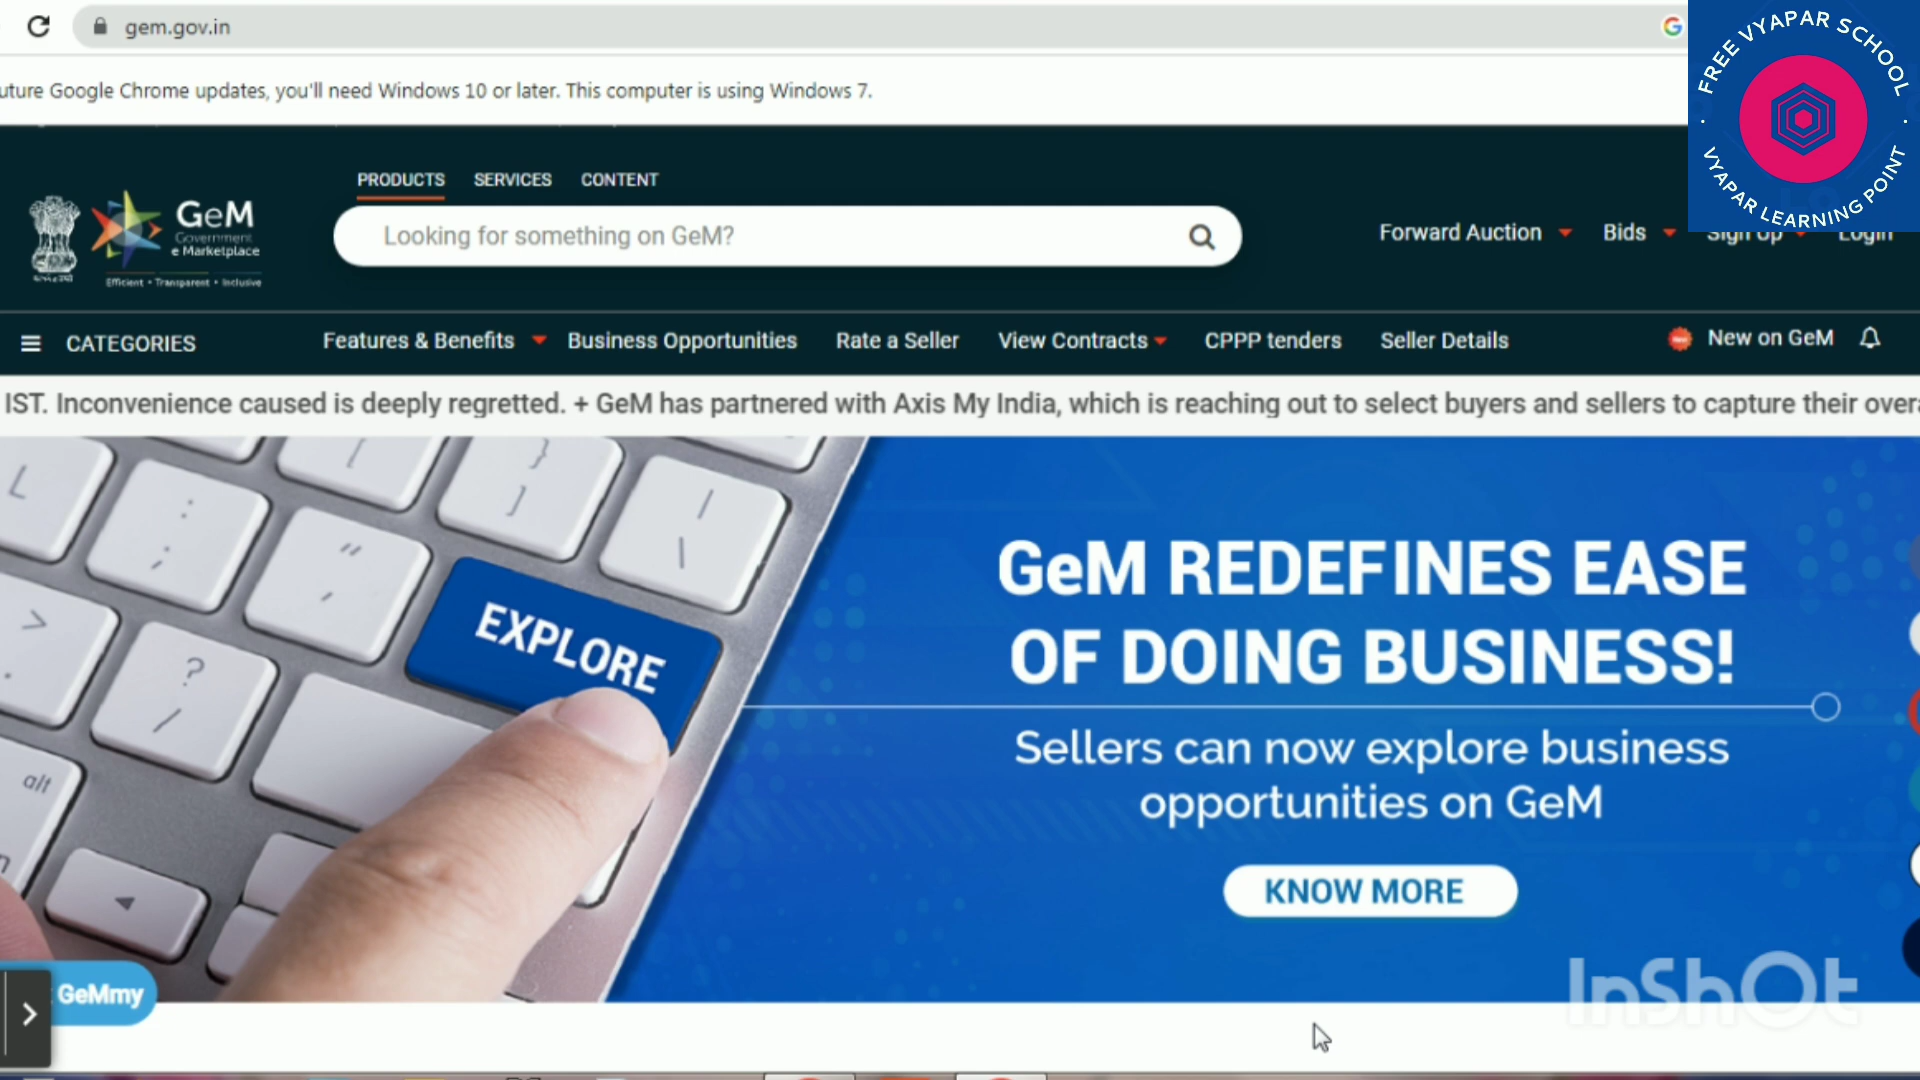 gem.gov.in
FREE VYAPAR SCHOOL
VYAPAR LEARNING POINT
uture Google Chrome updates, you'll need Windows 10 or later. This computer is using Windows 7.
PRODUCTS SERVICES CONTENT
GeM
Government
e Marketplace
Efficient • Transparent • Inclusive
Looking for something on GeM?
Forward Auction Bids Sign Up Login
CATEGORIES Features & Benefits Business Opportunities Rate a Seller View Contracts CPPP tenders Seller Details New on GeM
IST. Inconvenience caused is deeply regretted. + GeM has partnered with Axis My India, which is reaching out to select buyers and sellers to capture their over
L : ; " ' { [ } ] | \ > . ? /
EXPLORE
alt
GeM REDEFINES EASE
OF DOING BUSINESS!
Sellers can now explore business
opportunities on GeM
KNOW MORE
GeMmy
InShOt